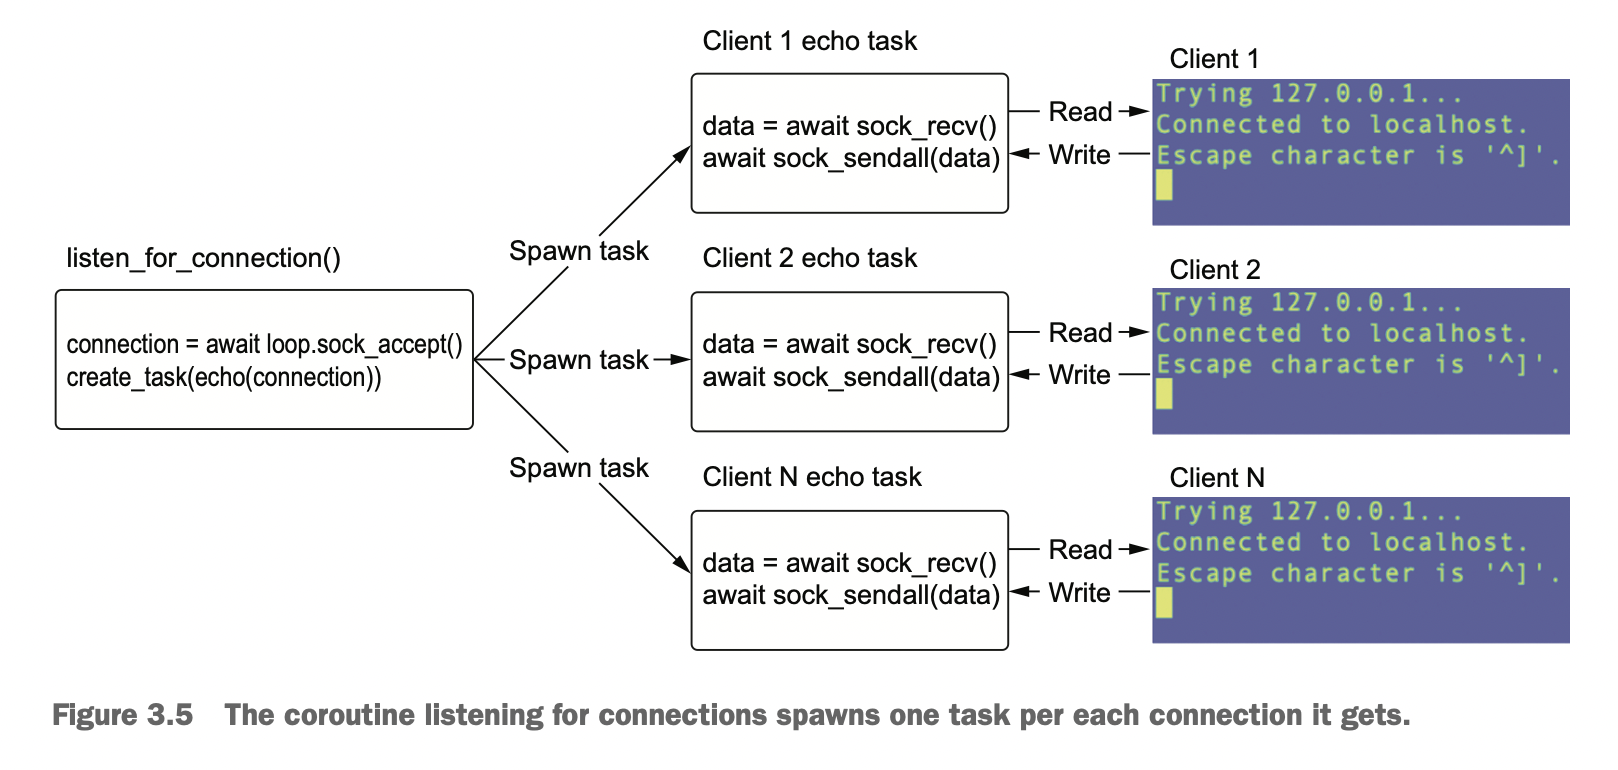 listen_for_connection()
connection = await loop.sock_accept()
create_task(echo(connection))
Spawn task
Spawn task
Spawn task
Client 1 echo task
data = await sock_recv()
await sock_sendall(data)
Read
Write
Client 1
Trying 127.0.0.1...
Connected to localhost.
Escape character is '^]'.
Client 2 echo task
data = await sock_recv()
await sock_sendall(data)
Read
Write
Client 2
Trying 127.0.0.1...
Connected to localhost.
Escape character is '^]'.
Client N echo task
data = await sock_recv()
await sock_sendall(data)
Read
Write
Client N
Trying 127.0.0.1...
Connected to localhost.
Escape character is '^]'.
Figure 3.5 The coroutine listening for connections spawns one task per each connection it gets.